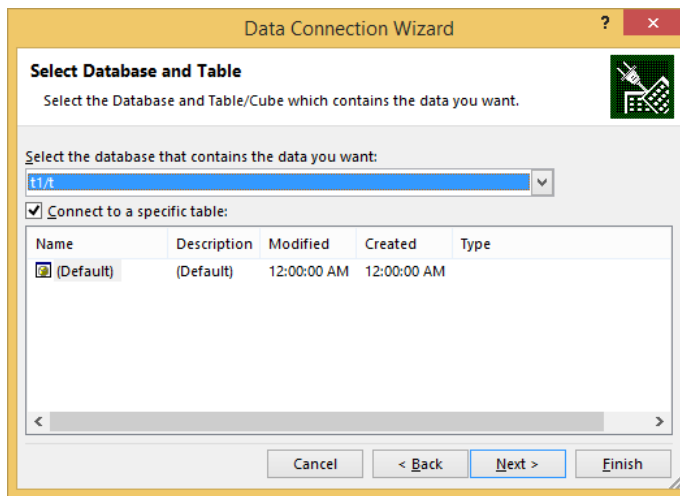 Data Connection Wizard
?
Select Database and Table
Select the Database and Table/Cube which contains the data you want.
Select the database that contains the data you want:
t1/t
Connect to a specific table:
Name Description Modified Created Type
(Default) (Default) 12:00:00 AM 12:00:00 AM
Cancel < Back Next > Finish